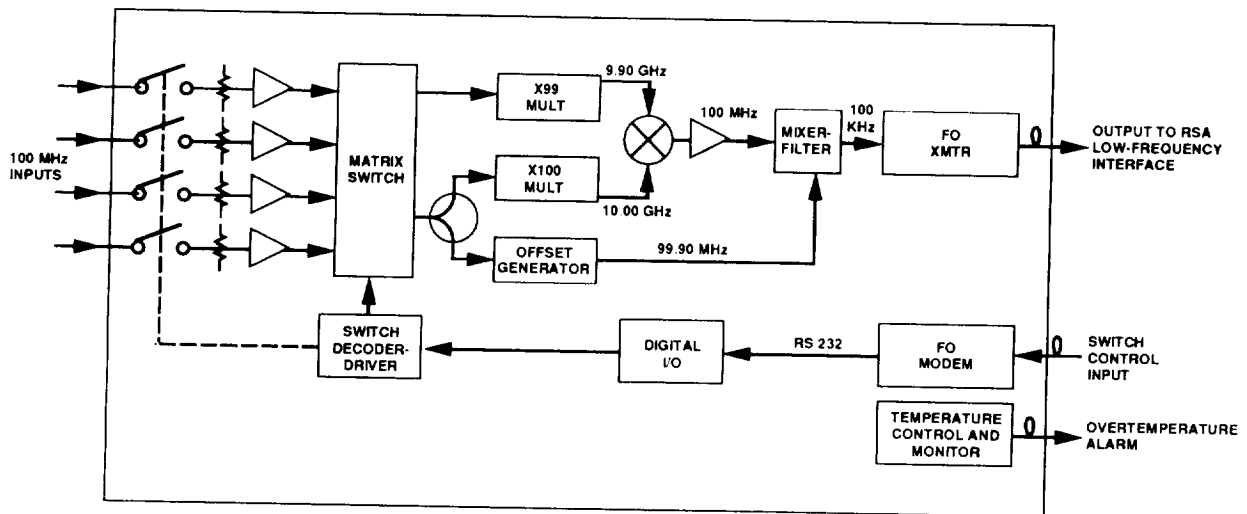 100 MHz
INPUTS
MATRIX
SWITCH
X99
MULT
9.90 GHz
X100
MULT
10.00 GHz
OFFSET
GENERATOR
99.90 MHz
100 MHz
MIXER-
FILTER
100
KHz
FO
XMTR
OUTPUT TO RSA
LOW-FREQUENCY
INTERFACE
SWITCH
DECODER-
DRIVER
DIGITAL
I/O
RS 232
FO
MODEM
SWITCH
CONTROL
INPUT
TEMPERATURE
CONTROL AND
MONITOR
OVERTEMPERATURE
ALARM